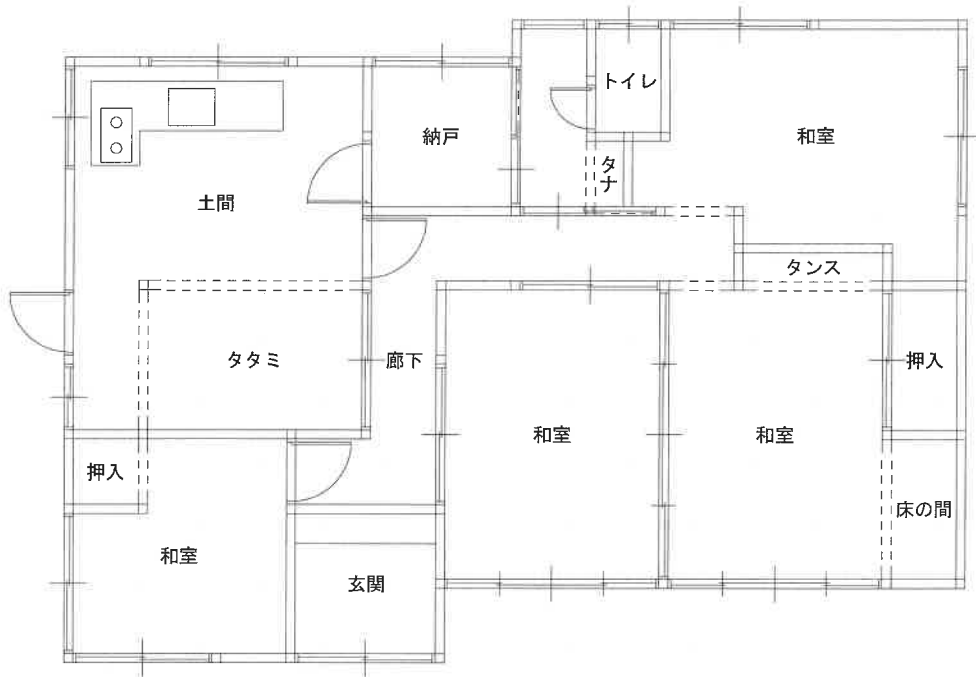 トイレ
納戸
和室
タナ
土間
タンス
タタミ
廊下
押入
和室
和室
押入
床の間
和室
玄関